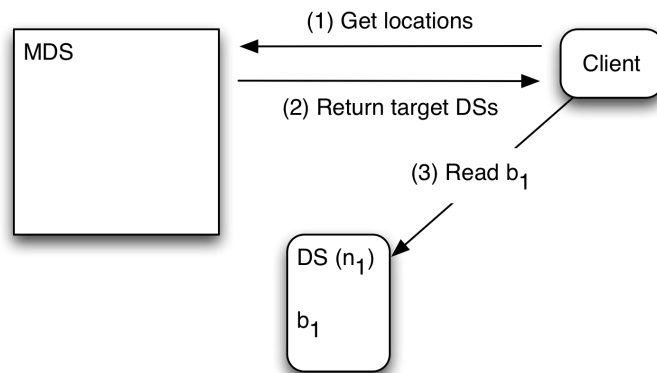 (1) Get locations
MDS
Client
(2) Return target DSs
(3) Read b₁
DS (n₁)
b₁